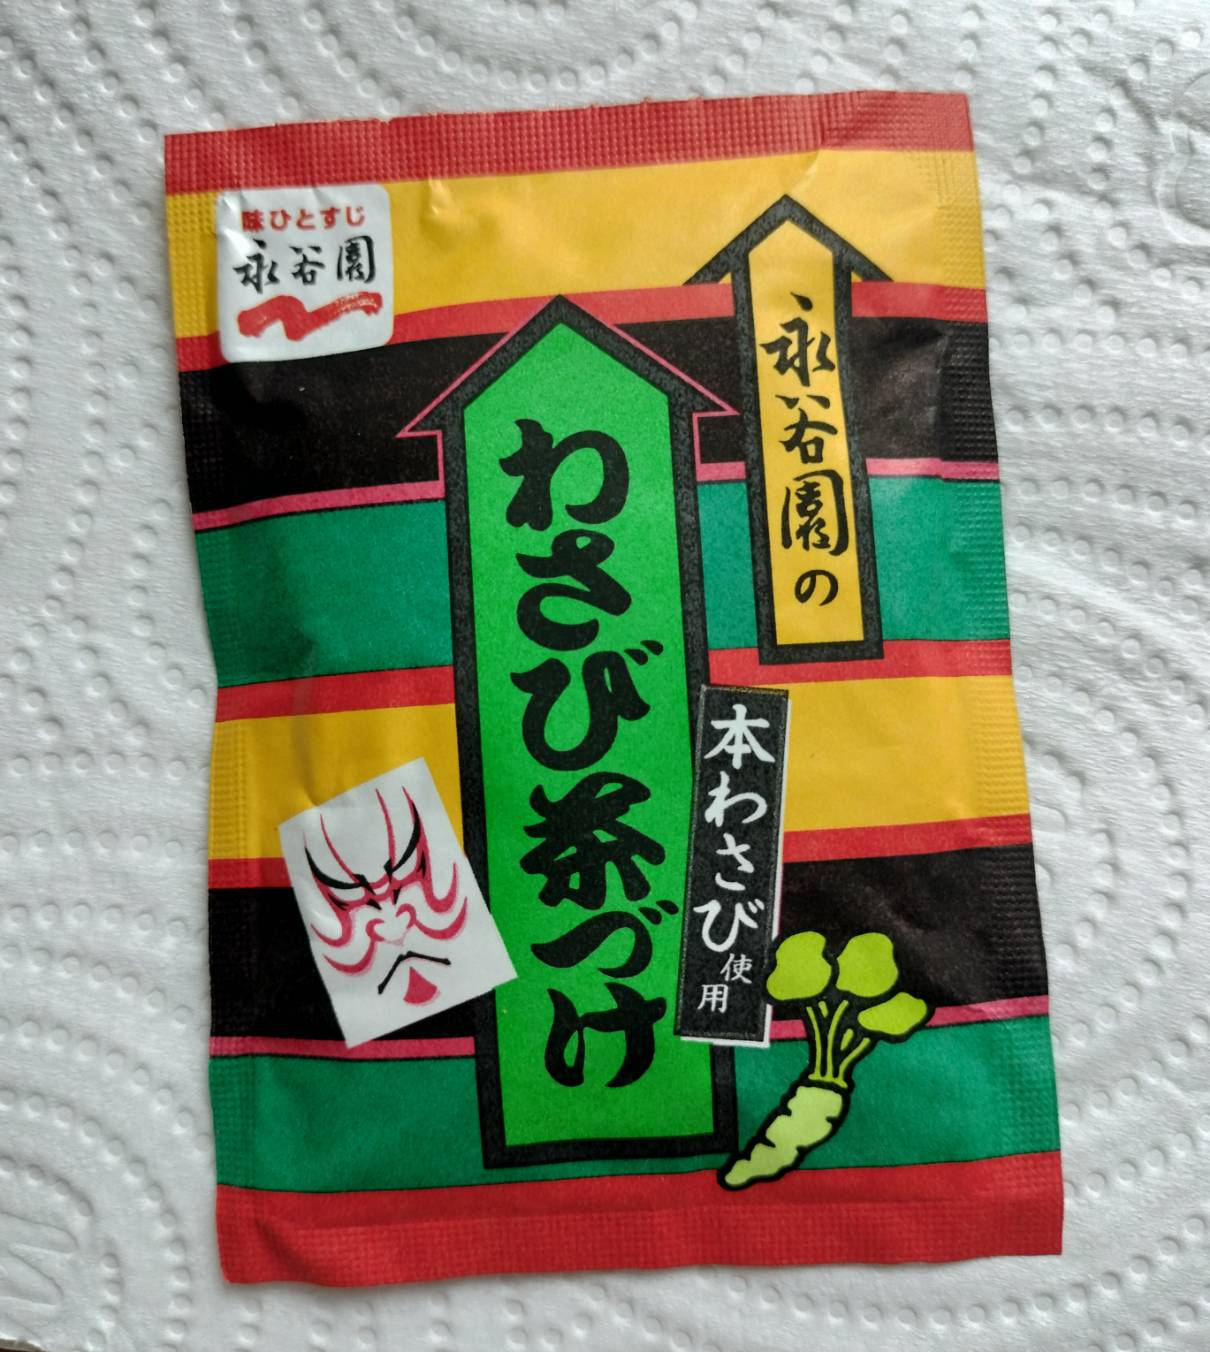 味ひとすじ
永谷園
永谷園の
わさび茶づけ
本わさび使用